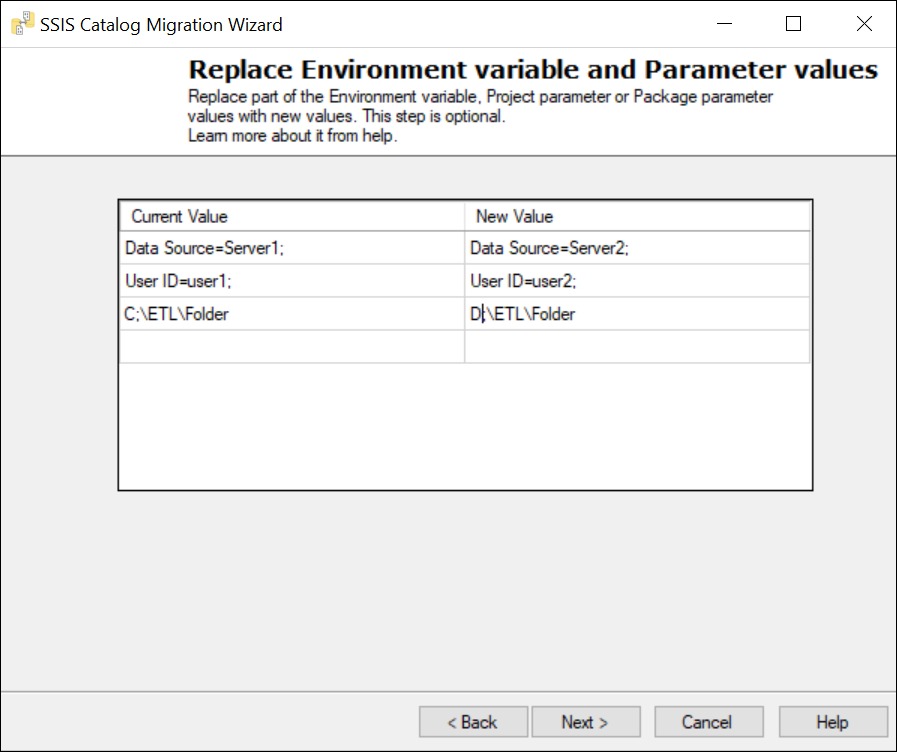 SSIS Catalog Migration Wizard
Replace Environment variable and Parameter values
Replace part of the Environment variable, Project parameter or Package parameter
values with new values. This step is optional.
Learn more about it from help.
Current Value New Value
Data Source=Server1; Data Source=Server2;
User ID=user1; User ID=user2;
C:\ETL\Folder D:\ETL\Folder
< Back Next > Cancel Help